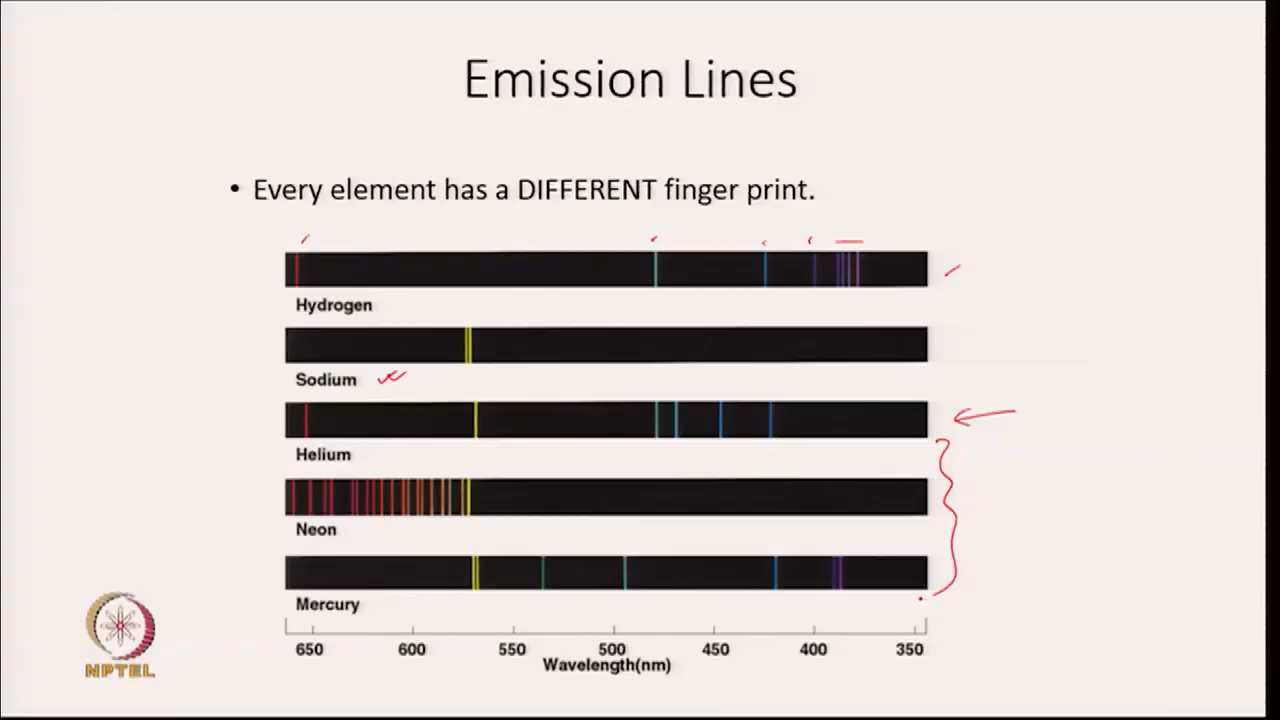 Emission Lines
• Every element has a DIFFERENT finger print.
Hydrogen
Sodium
Helium
Neon
Mercury
650 600 550 500 450 400 350
Wavelength(nm)
NPTEL